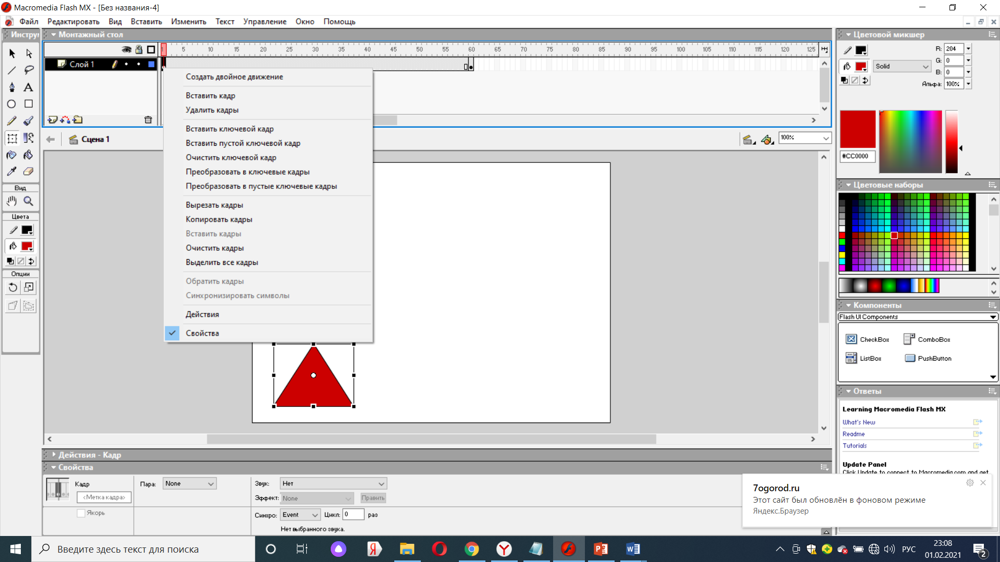 Macromedia Flash MX - [Без названия-4]
Файл Редактировать Вид Вставить Изменить Текст Управление Окно Помощь
Инстру
Монтажный стол
1 5 10 15 20 25 30 35 40 45 50 55 60 65 70 75 80 85 90 95 100 105 110 115 120 125
Слой 1
Создать двойное движение
Вставить кадр
Удалить кадры
Вставить ключевой кадр
Вставить пустой ключевой кадр
Очистить ключевой кадр
Преобразовать в ключевые кадры
Преобразовать в пустые ключевые кадры
Вырезать кадры
Копировать кадры
Вставить кадры
Очистить кадры
Выделить все кадры
Обратить кадры
Синхронизировать символы
Действия
Свойства
Сцена 1
100%
Вид
Цвета
Опции
Цветовой микшер
R: 204
Solid
G: 0
B: 0
Альфа: 100%
#CC0000
Цветовые наборы
Компоненты
Flash UI Components
CheckBox
ComboBox
ListBox
PushButton
Ответы
Learning Macromedia Flash MX
What's New
Readme
Tutorials
Update Panel
Click Update to connect to Macromedia.com and get
Действия - Кадр
Свойства
Кадр
<Метка кадра>
Якорь
Пара: None
Звук: Нет
Эффект: None Править
Синхро: Event Цикл: 0 раз
Нет выбранного звука.
7ogorod.ru
Этот сайт был обновлён в фоновом режиме
Яндекс.Браузер
Введите здесь текст для поиска
РУС
23:08
01.02.2021
2